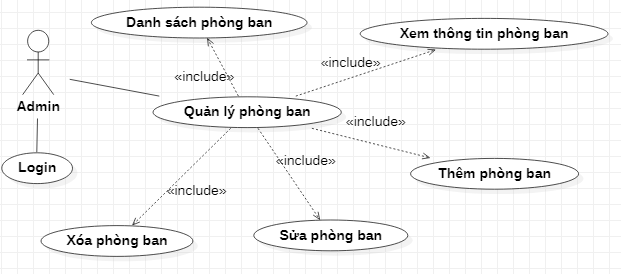 Danh sách phòng ban
Xem thông tin phòng ban
«include»
«include»
Admin
Quản lý phòng ban
«include»
Login
«include»
Thêm phòng ban
«include»
Xóa phòng ban
Sửa phòng ban